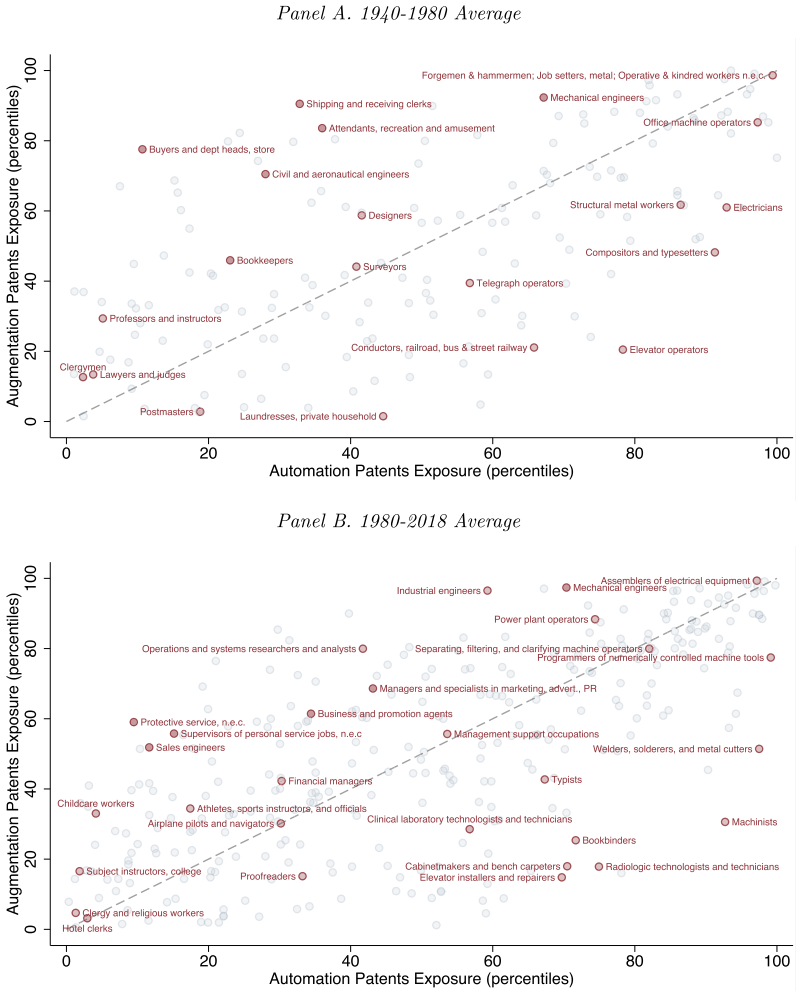 Panel A. 1940-1980 Average
Augmentation Patents Exposure (percentiles)
100
80
60
40
20
0
Forgemen & hammermen; Job setters, metal; Operative & kindred workers n.e.c.
Mechanical engineers
Shipping and receiving clerks
Office machine operators
Attendants, recreation and amusement
Buyers and dept heads, store
Civil and aeronautical engineers
Structural metal workers
Electricians
Designers
Compositors and typesetters
Bookkeepers
Surveyors
Telegraph operators
Professors and instructors
Conductors, railroad, bus & street railway
Elevator operators
Clergymen
Lawyers and judges
Postmasters
Laundresses, private household
0 20 40 60 80 100
Automation Patents Exposure (percentiles)
Panel B. 1980-2018 Average
Augmentation Patents Exposure (percentiles)
100
80
60
40
20
0
Assemblers of electrical equipment
Industrial engineers
Mechanical engineers
Power plant operators
Operations and systems researchers and analysts
Separating, filtering, and clarifying machine operators
Programmers of numerically controlled machine tools
Managers and specialists in marketing, advert., PR
Business and promotion agents
Protective service, n.e.c.
Supervisors of personal service jobs, n.e.c
Management support occupations
Sales engineers
Welders, solderers, and metal cutters
Financial managers
Typists
Childcare workers
Athletes, sports instructors, and officials
Airplane pilots and navigators
Clinical laboratory technologists and technicians
Machinists
Bookbinders
Subject instructors, college
Proofreaders
Cabinetmakers and bench carpeters
Radiologic technologists and technicians
Elevator installers and repairers
Clergy and religious workers
Hotel clerks
0 20 40 60 80 100
Automation Patents Exposure (percentiles)